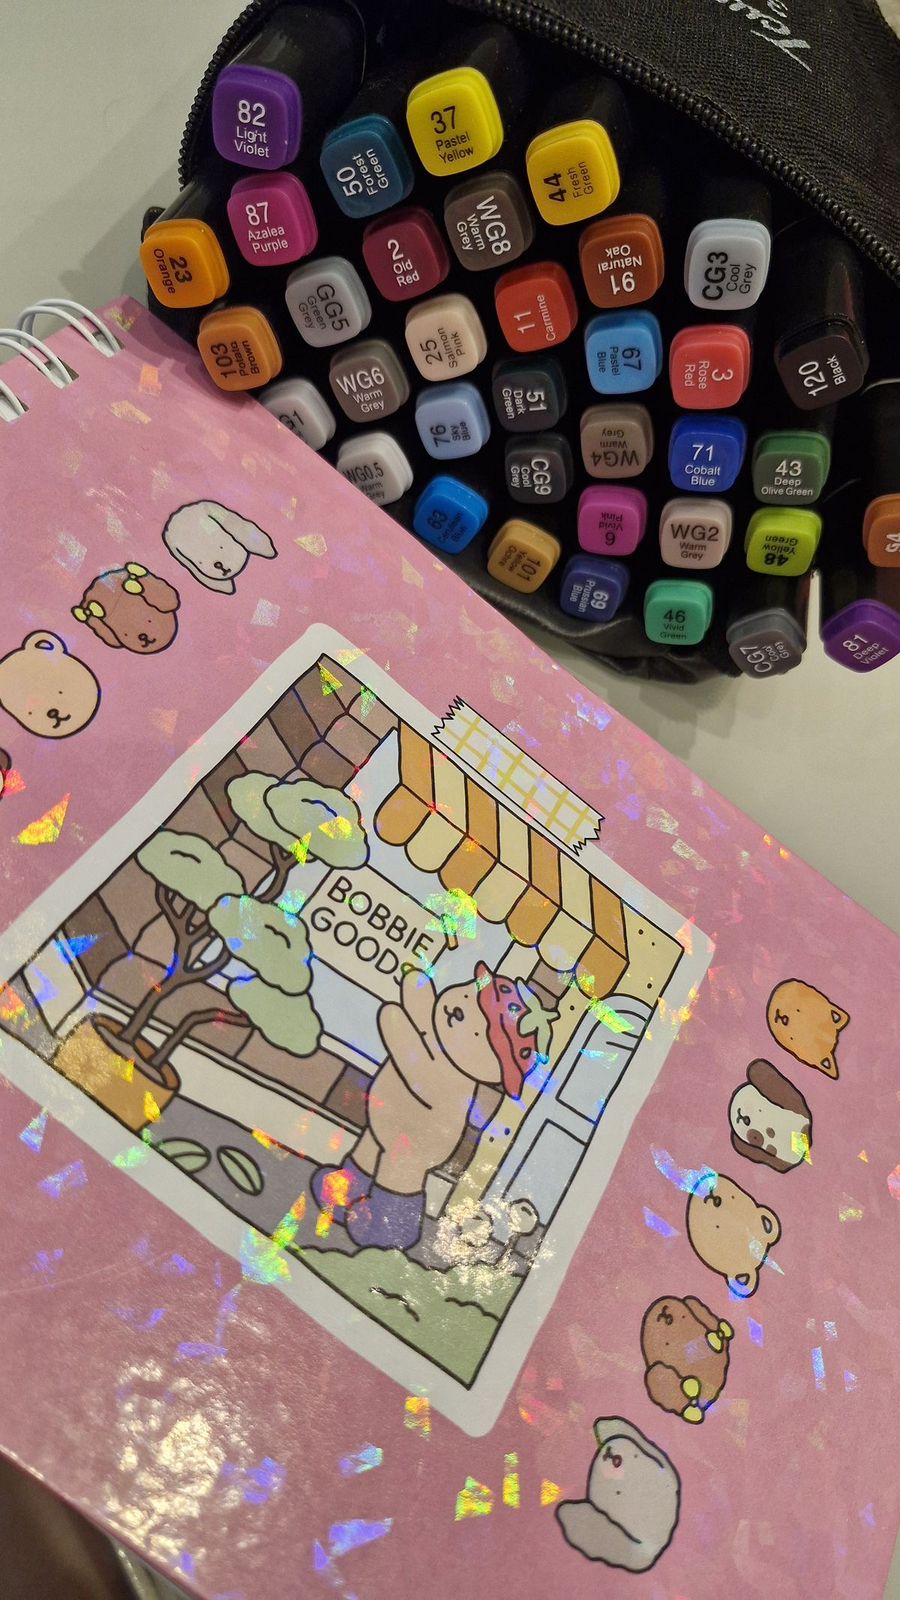 82
Light
Violet
37
Pastel
Yellow
50
Forest
Green
44
Fresh
Green
87
Azalea
Purple
WG8
Warm
Grey
2
Old
Red
23
Orange
91
Natural
Oak
CG3
Cool
Grey
GG5
Green
Grey
11
Carmine
25
Salmon
Pink
103
Potato
Brown
67
Pastel
Blue
3
Rose
Red
120
Black
WG6
Warm
Grey
51
Dark
Green
76
Sky
Blue
G1
WG4
Warm
Grey
71
Cobalt
Blue
43
Deep
Olive Green
WG0.5
Warm
Grey
CG9
Cool
Grey
63
Cerulean
Blue
6
Vivid
Pink
WG2
Warm
Grey
48
Yellow
Green
101
Yellow
Ochre
69
Prussian
Blue
46
Vivid
Green
CG7
Cool
Grey
81
Deep
Violet
BOBBIE
GOODS